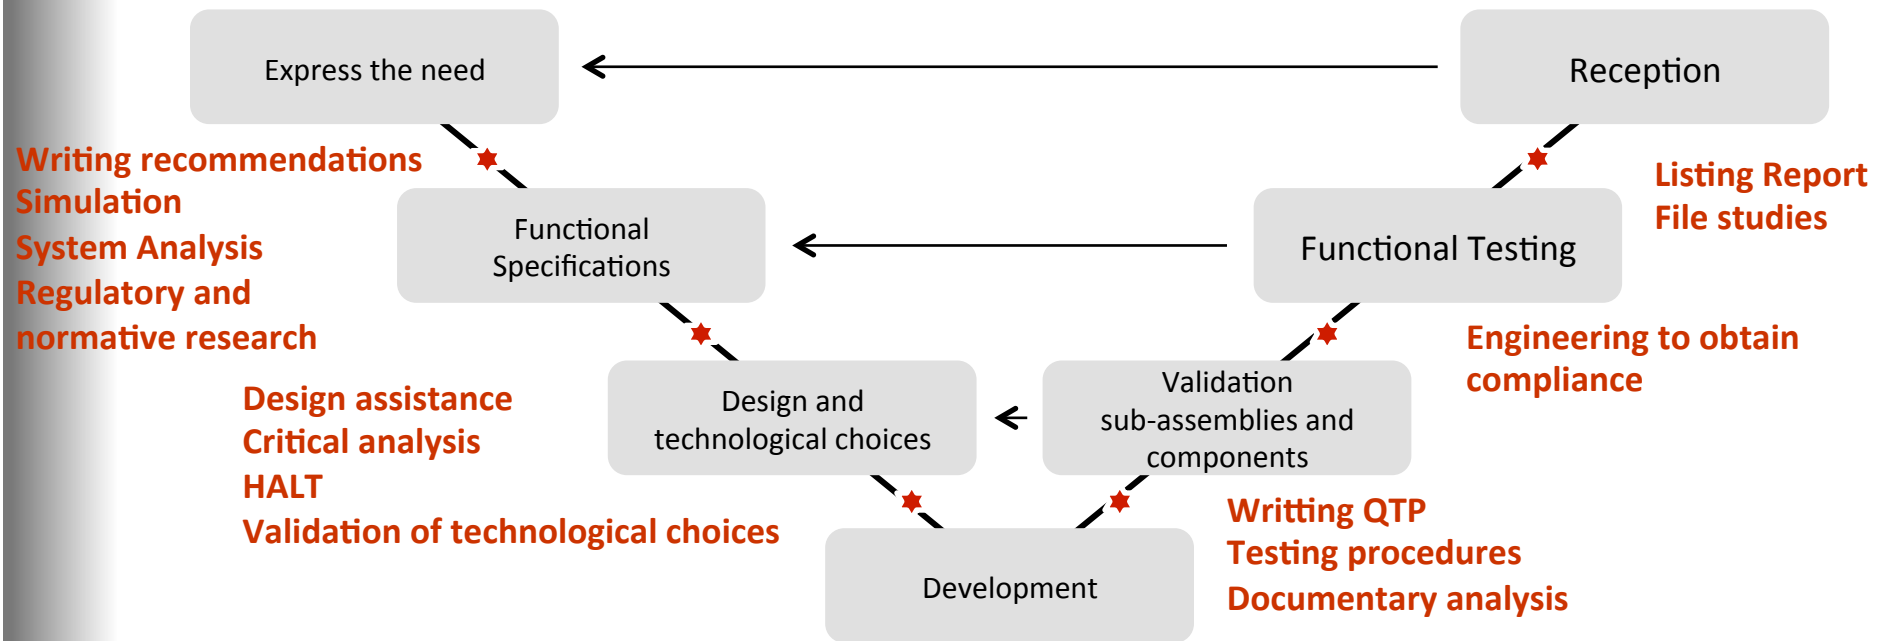 Express the need
Reception
Writing recommendations
Simulation
System Analysis
Regulatory and
normative research
Listing Report
File studies
Functional
Specifications
Functional Testing
Engineering to obtain
compliance
Design assistance
Critical analysis
HALT
Validation of technological choices
Design and
technological choices
Validation
sub-assemblies and
components
Writting QTP
Testing procedures
Documentary analysis
Development